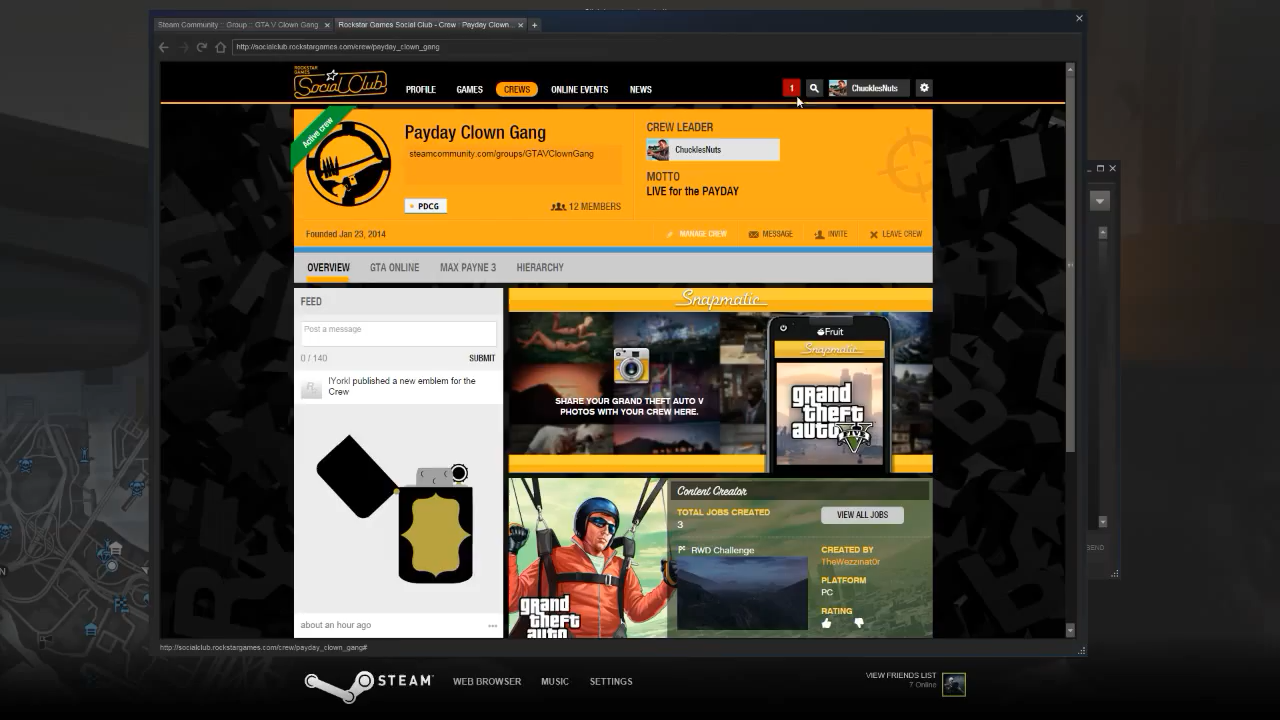 Steam Community :: Group :: GTA V Clown Gang
Rockstar Games Social Club - Crew : Payday Clown...
http://socialclub.rockstargames.com/crew/payday_clown_gang
ROCKSTAR GAMES
Social Club
PROFILE
GAMES
CREWS
ONLINE EVENTS
NEWS
1
ChucklesNuts
Active crew
Payday Clown Gang
steamcommunity.com/groups/GTAVClownGang
PDCG
12 MEMBERS
Founded Jan 23, 2014
CREW LEADER
ChucklesNuts
MOTTO
LIVE for the PAYDAY
MANAGE CREW
MESSAGE
INVITE
LEAVE CREW
OVERVIEW
GTA ONLINE
MAX PAYNE 3
HIERARCHY
FEED
Post a message
0 / 140
SUBMIT
IYorkI published a new emblem for the
Crew
about an hour ago
Snapmatic
SHARE YOUR GRAND THEFT AUTO V
PHOTOS WITH YOUR CREW HERE.
Fruit
Snapmatic
grand
theft
auto
FIVE
grand
theft
auto
Content Creator
TOTAL JOBS CREATED
3
VIEW ALL JOBS
RWD Challenge
CREATED BY
TheWezzinat0r
PLATFORM
PC
RATING
http://socialclub.rockstargames.com/crew/payday_clown_gang#
STEAM
WEB BROWSER
MUSIC
SETTINGS
VIEW FRIENDS LIST
7 Online